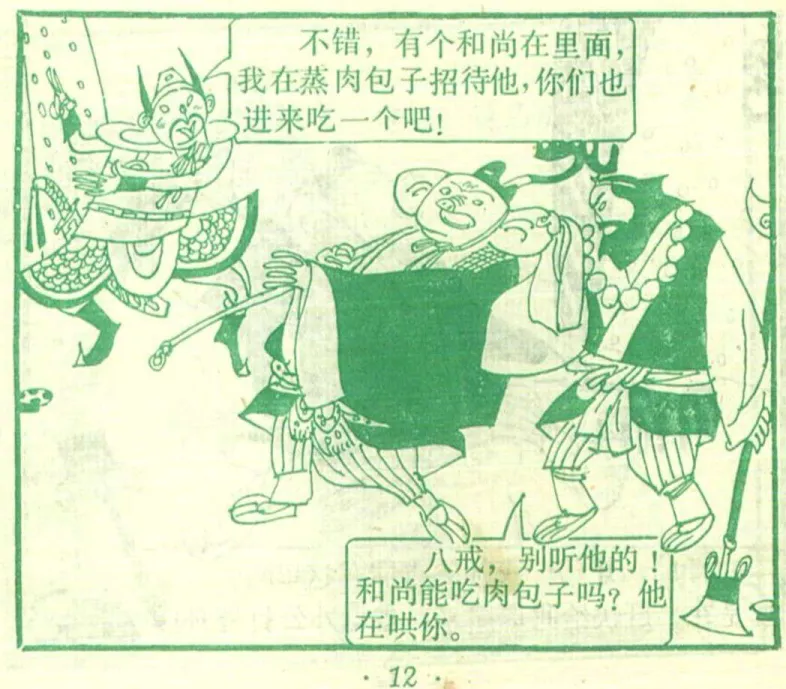 不错，有个和尚在里面，
我在蒸肉包子招待他，你们也
进来吃一个吧！
八戒，别听他的！
和尚能吃肉包子吗？他
在哄你。
·12·